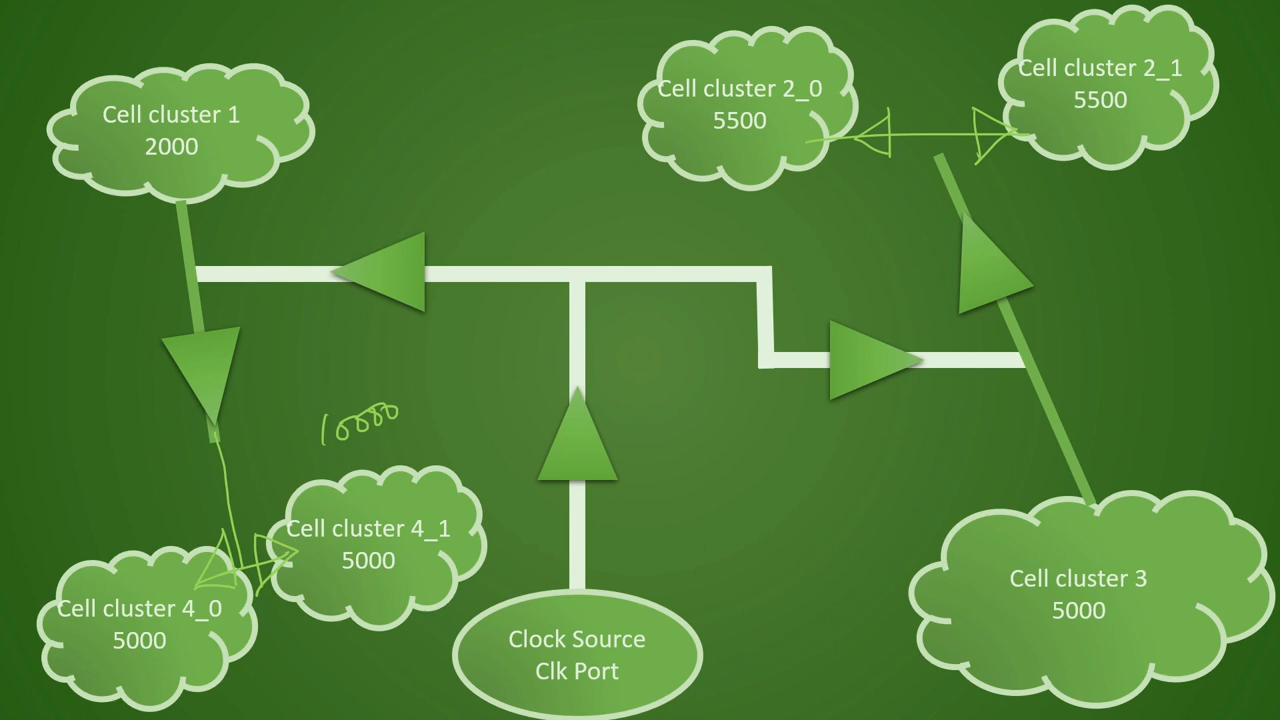 Cell cluster 2_1
5500
Cell cluster 2_0
5500
Cell cluster 1
2000
10000
Cell cluster 4_1
5000
Cell cluster 3
5000
Cell cluster 4_0
5000
Clock Source
Clk Port